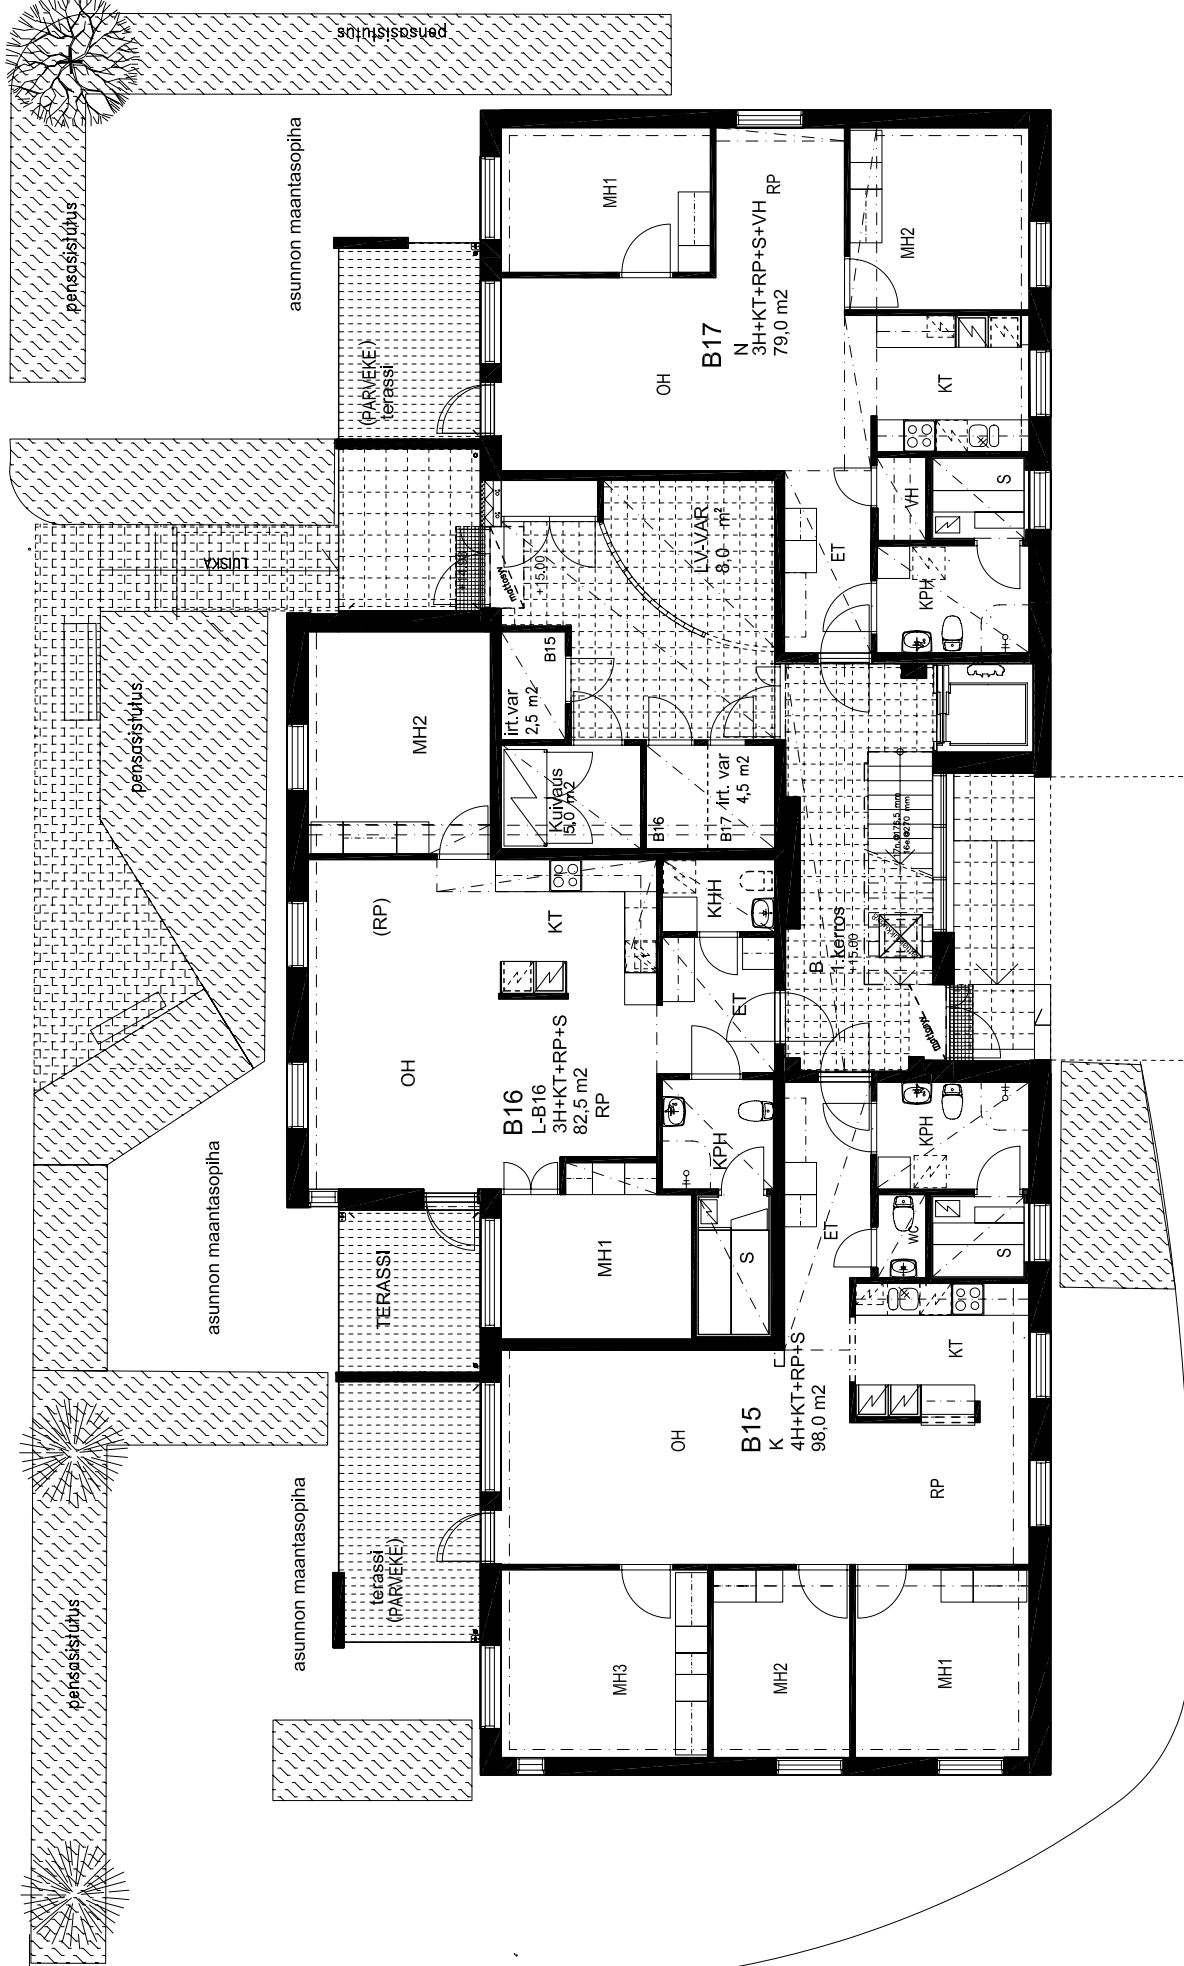 pensasistutus
pensasistutus
asunnon maantasopiha
(PARVEKE)
terassi
MH1
RP
MH2
B17
N
3H+KT+RP+S+VH
79,0 m2
OH
KT
S
VH
ET
KPH
LUISKA
mattosyv.
+15.00
LV-VAR.
8,0 m²
pensasistutus
MH2
irt.var
2,5 m2
B15
Kuivaus
5,0 m2
B16
B17
irt. var
4,5 m2
(RP)
KT
KHH
ET
OH
B16
L-B16
3H+KT+RP+S
82,5 m2
RP
B
1.kerros
+15.00
mattosyv.
KPH
MH1
S
asunnon maantasopiha
TERASSI
KPH
WC
ET
S
KT
B15
K
4H+KT+RP+S
98,0 m2
OH
RP
asunnon maantasopiha
terassi
(PARVEKE)
pensasistutus
MH3
MH2
MH1